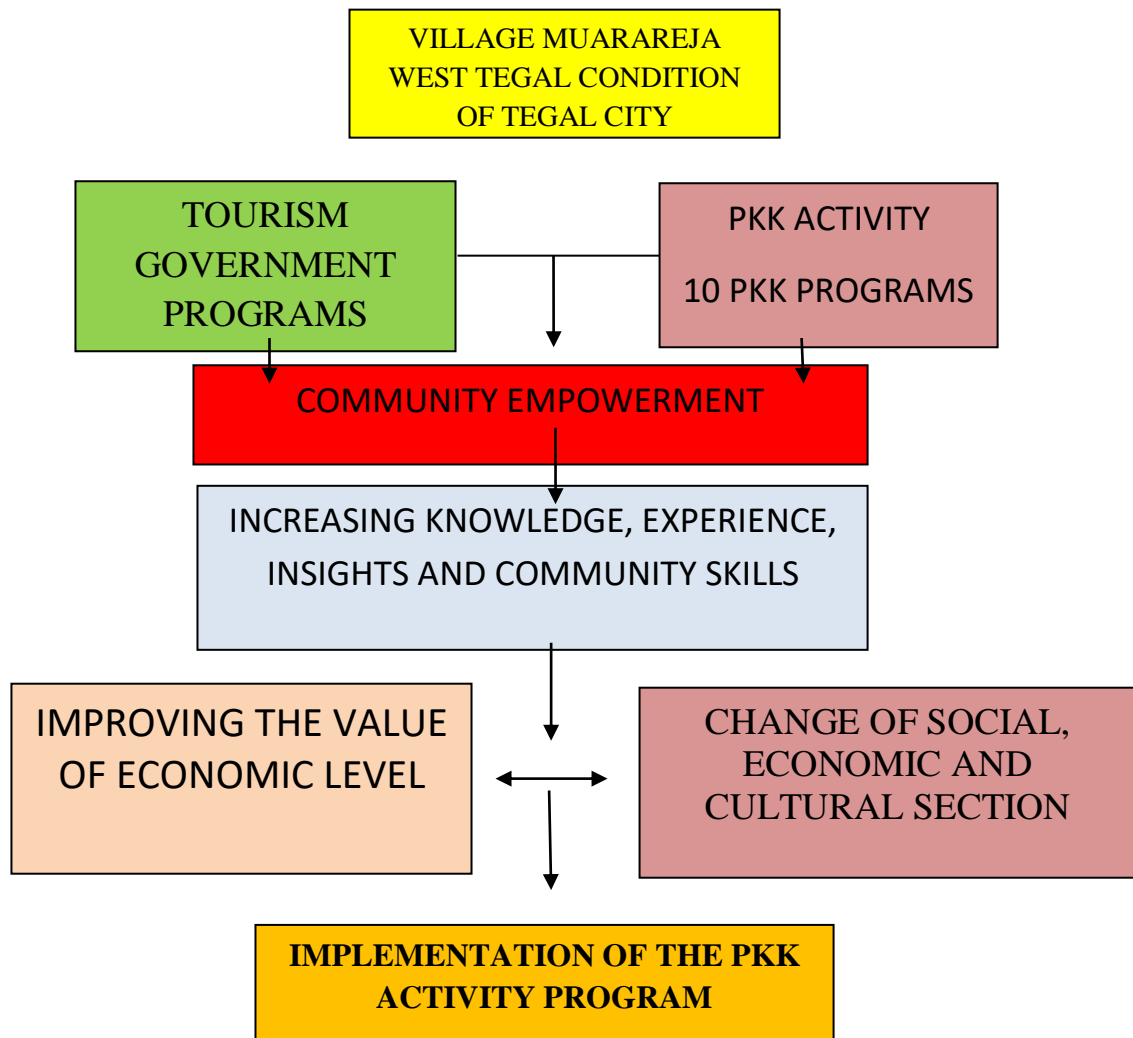 VILLAGE MUARAREJA
WEST TEGAL CONDITION
OF TEGAL CITY
TOURISM
GOVERNMENT
PROGRAMS
PKK ACTIVITY
10 PKK PROGRAMS
COMMUNITY EMPOWERMENT
INCREASING KNOWLEDGE, EXPERIENCE,
INSIGHTS AND COMMUNITY SKILLS
IMPROVING THE VALUE
OF ECONOMIC LEVEL
CHANGE OF SOCIAL,
ECONOMIC AND
CULTURAL SECTION
IMPLEMENTATION OF THE PKK
ACTIVITY PROGRAM